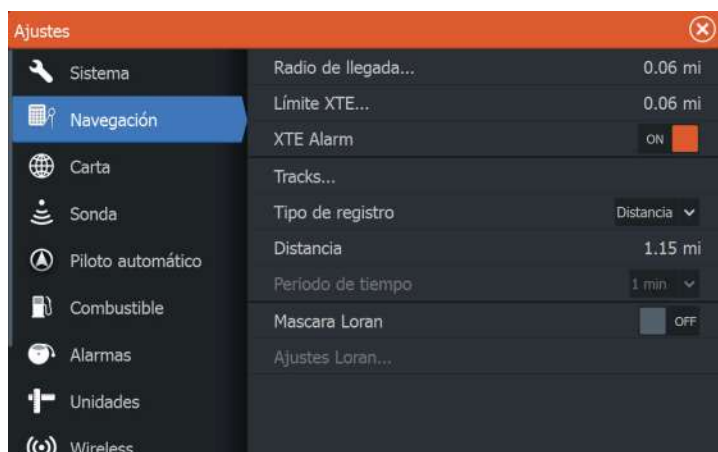 Ajustes
Sistema
Navegación
Carta
Sonda
Piloto automático
Combustible
Alarmas
Unidades
Wireless
Radio de llegada... 0.06 mi
Límite XTE... 0.06 mi
XTE Alarm ON
Tracks...
Tipo de registro Distancia
Distancia 1.15 mi
Período de tiempo 1 min
Mascara Loran OFF
Ajustes Loran...